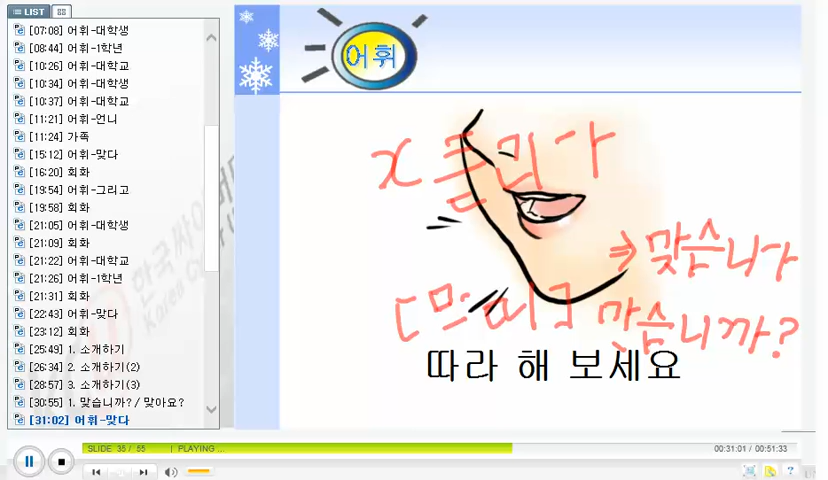 LIST
[07:08] 어휘-대학생
[08:44] 어휘-1학년
[10:26] 어휘-대학교
[10:34] 어휘-대학생
[10:37] 어휘-대학교
[11:21] 어휘-언니
[11:24] 가족
[15:12] 어휘-맞다
[16:20] 회화
[19:54] 어휘-그리고
[19:58] 회화
[21:05] 어휘-대학생
[21:09] 회화
[21:22] 어휘-대학교
[21:26] 어휘-1학년
[21:31] 회화
[22:43] 어휘-맞다
[23:12] 회화
[25:49] 1. 소개하기
[26:34] 2. 소개하기(2)
[28:57] 3. 소개하기(3)
[30:55] 1. 맞습니까? / 맞아요?
[31:02] 어휘-맞다
어휘
x 틀립다
⇒ 맞습니다
[맏따]
맞습니까?
따라 해 보세요
SLIDE 35 / 55 PLAYING ...
00:31:01 / 00:51:33